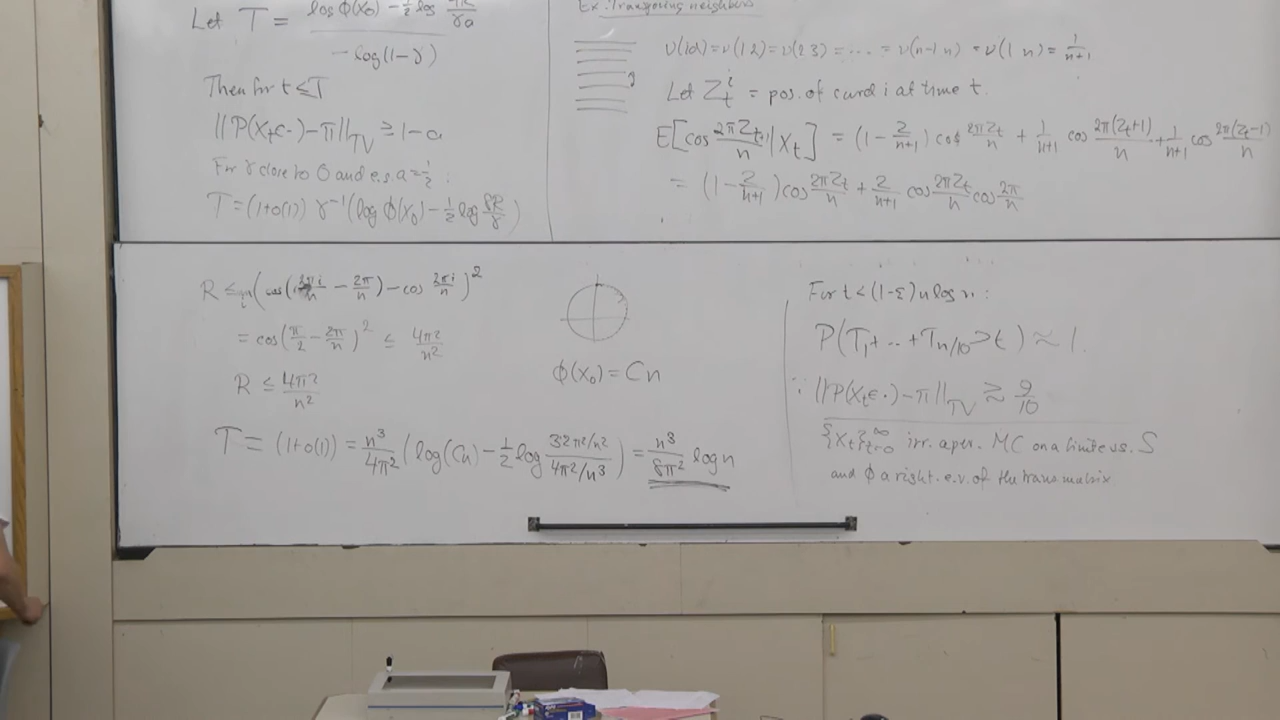 Let T = (log φ(X₀) − ½ log 4R/γa) / (−log(1−γ))
Then for t ≤ T
||P(X_t ∈ ·) − π||_TV ≥ 1 − a
For γ close to 0 and e.g. a = ½ :
T = (1+o(1)) γ⁻¹ (log φ(X₀) − ½ log 8R/γ)
Ex: Transposing neighbors
ν(id) = ν(1 2) = ν(2 3) = ... = ν(n−1 n) = ν(1 n) = 1/(n+1)
Let Z_t^i = pos. of card i at time t.
E[cos 2πZ_{t+1}/n | X_t] = (1 − 2/(n+1)) cos 2πZ_t/n + 1/(n+1) cos 2π(Z_t+1)/n + 1/(n+1) cos 2π(Z_t−1)/n
= (1 − 2/(n+1)) cos 2πZ_t/n + 2/(n+1) cos 2πZ_t/n cos 2π/n
(cos(2πi/n − 2π/n) − cos 2πi/n)²
= cos(π/2 − 2π/n)² ≤ 4π²/n²
R ≤ 4π²/n²
φ(X₀) = Cn
T = (1+o(1)) = n³/4π² (log(Cn) − ½ log (32π²/n²)/(4π²/n³)) = n³/8π² log n
For t < (1−ε) n log n :
P(T₁ + .. + T_{n/10} > t) ≈ 1.
∵ ||P(X_t ∈ ·) − π||_TV ≳ 9/10
{X_t}_{t=0}^∞ irr. aper. MC on a finite s.s. S
and φ a right. e.v. of the trans matrix